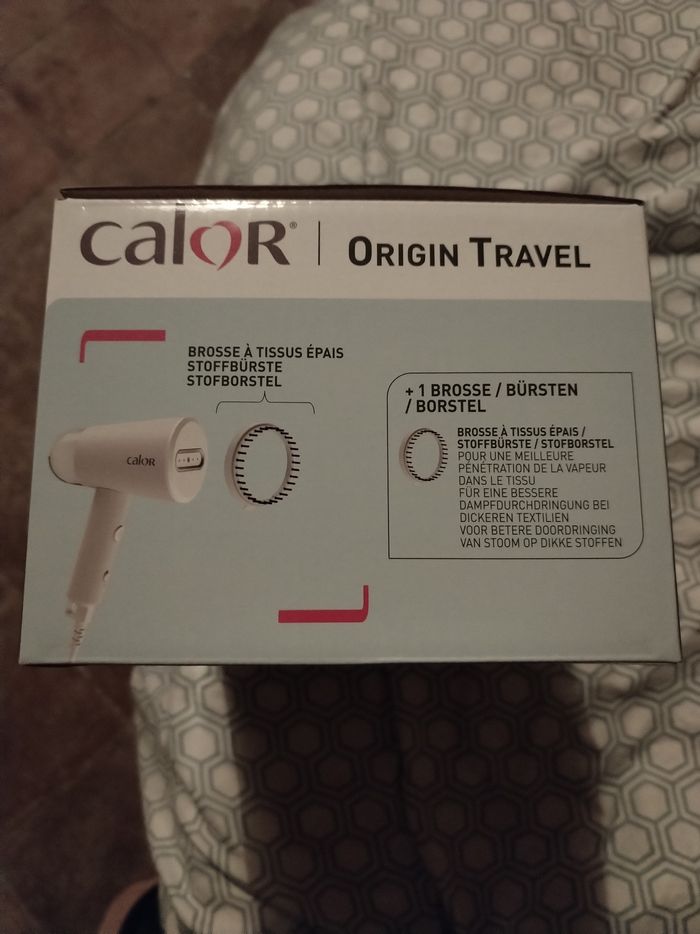 calor® | ORIGIN TRAVEL
BROSSE À TISSUS ÉPAIS
STOFFBÜRSTE
STOFBORSTEL
calor
+ 1 BROSSE / BÜRSTEN
/ BORSTEL
BROSSE À TISSUS ÉPAIS /
STOFFBÜRSTE / STOFBORSTEL
POUR UNE MEILLEURE
PÉNÉTRATION DE LA VAPEUR
DANS LE TISSU
FÜR EINE BESSERE
DAMPFDURCHDRINGUNG BEI
DICKEREN TEXTILIEN
VOOR BETERE DOORDRINGING
VAN STOOM OP DIKKE STOFFEN